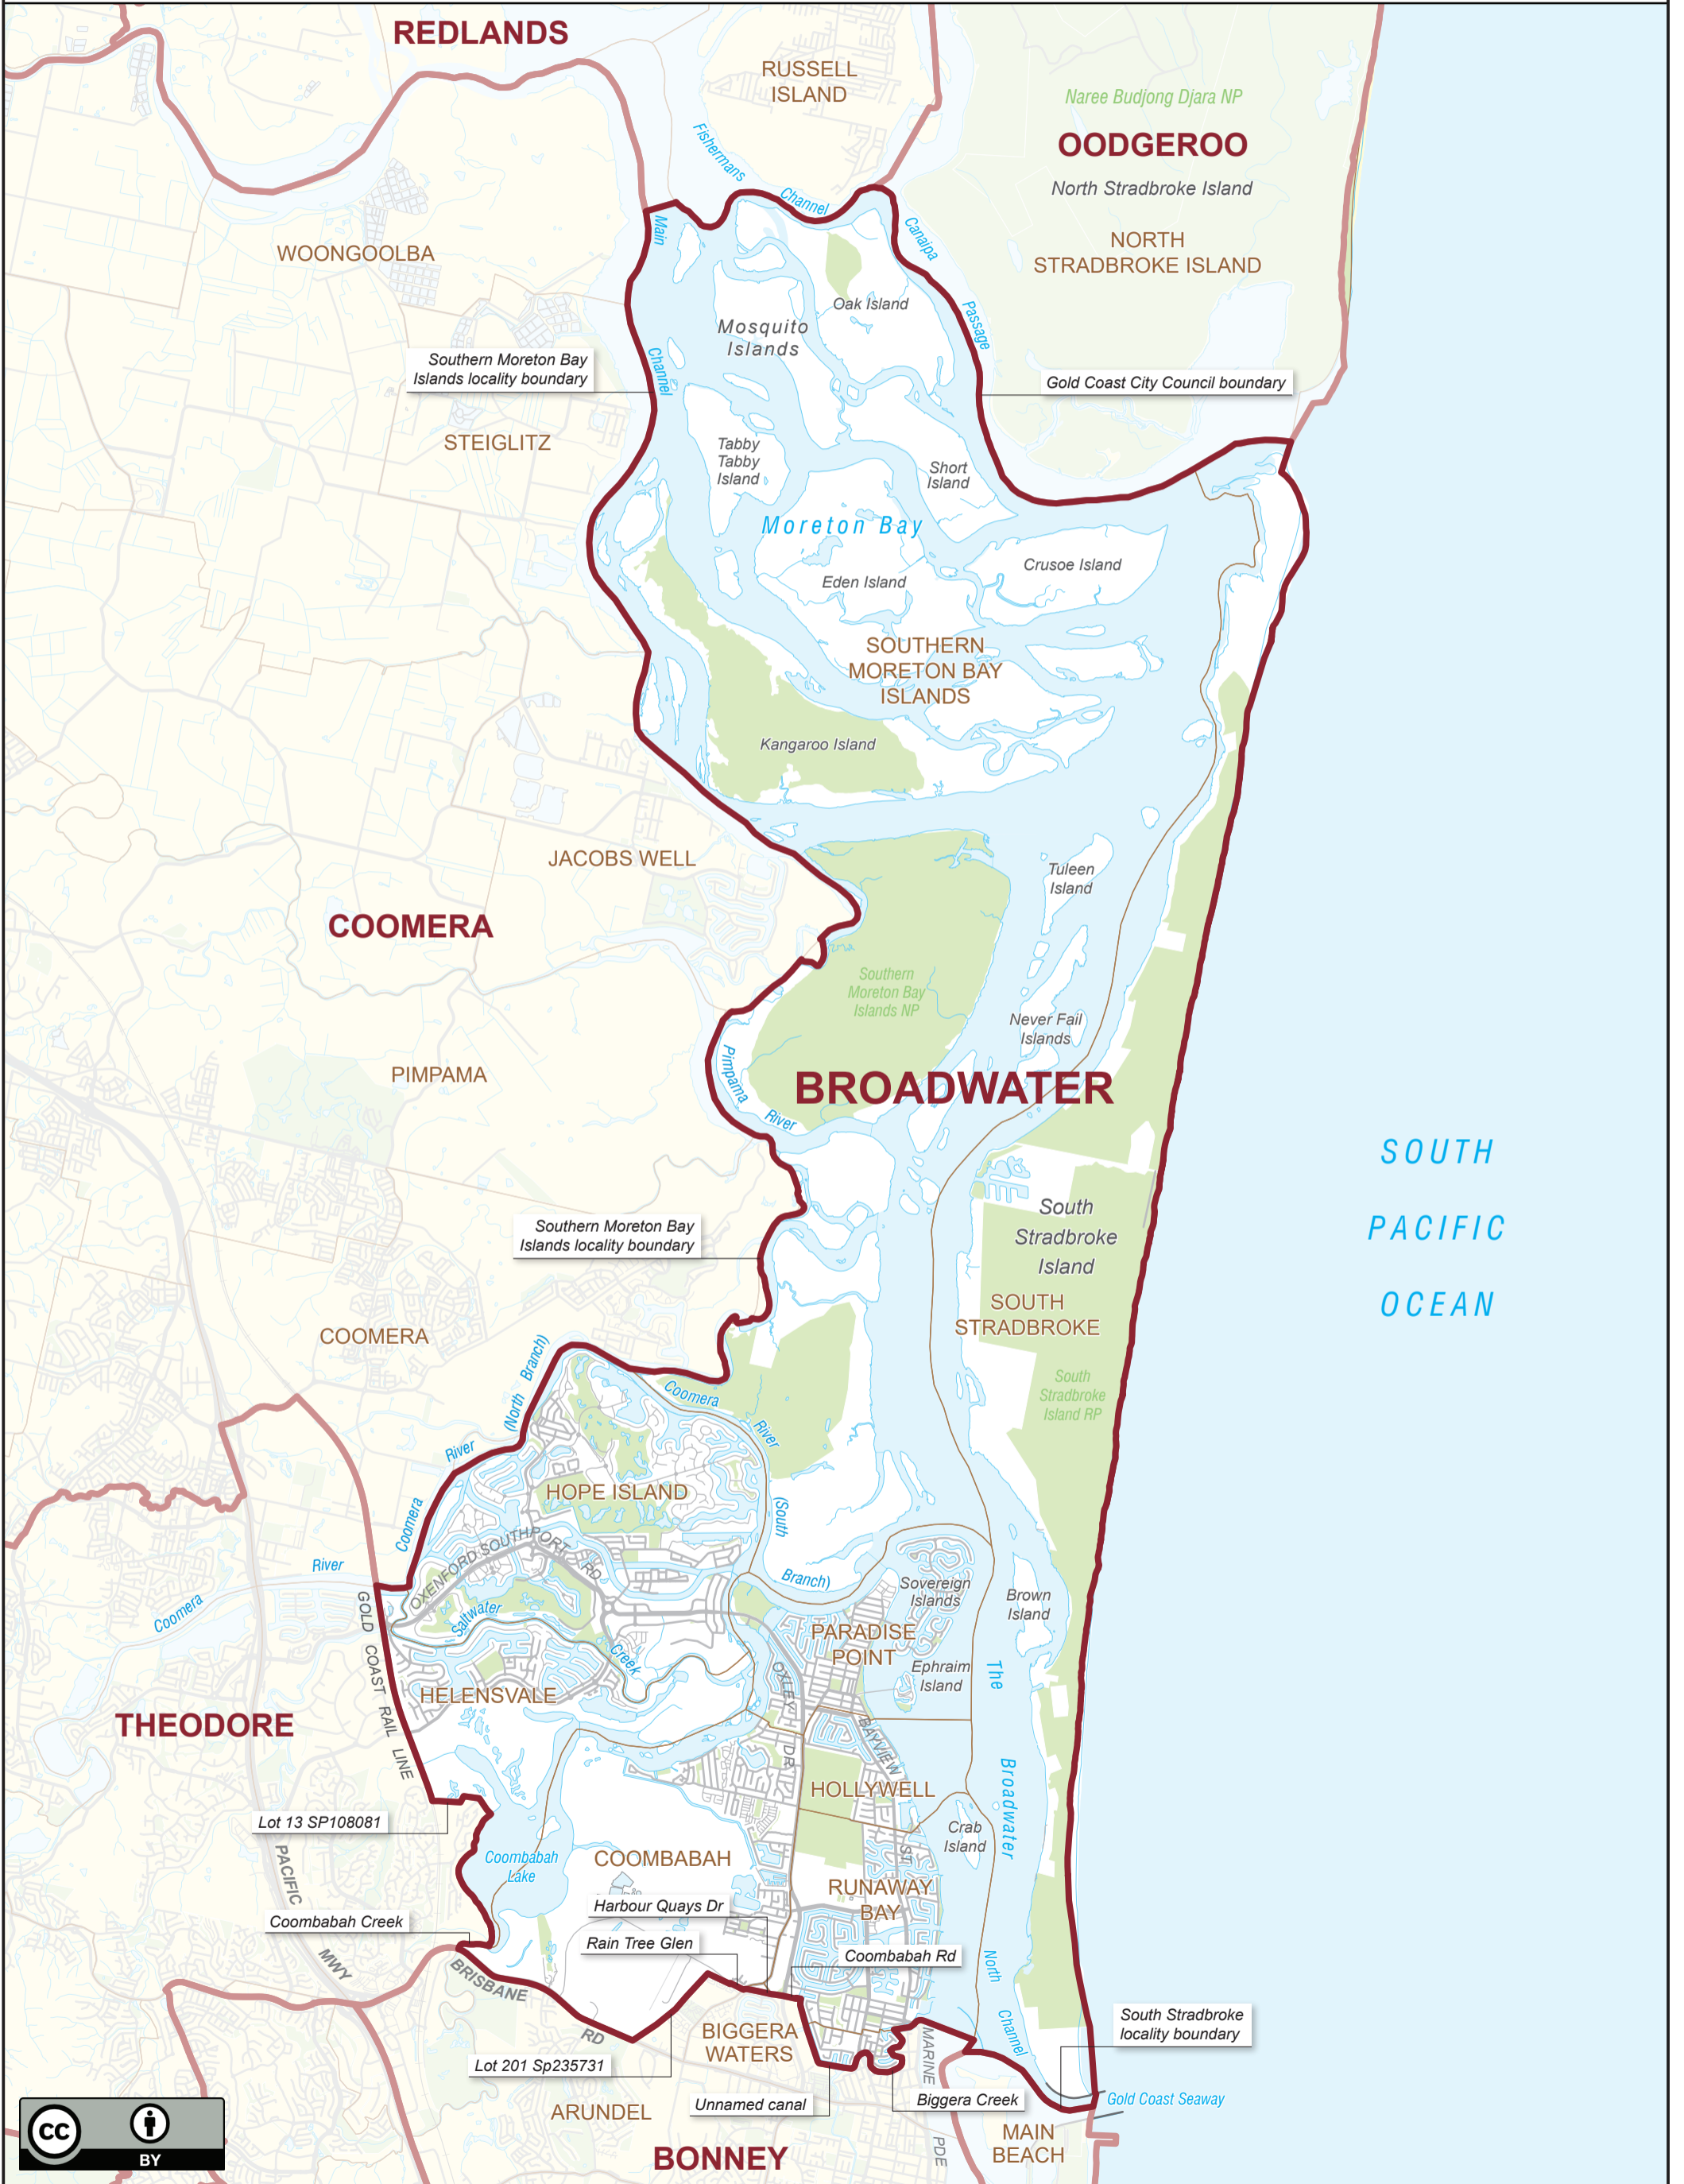 REDLANDS
RUSSELL
ISLAND
Naree Budjong Djara NP
OODGEROO
North Stradbroke Island
NORTH
STRADBROKE ISLAND
Fishermans
Channel
Canaipa
Passage
Main
Channel
WOONGOOLBA
Oak Island
Mosquito
Islands
Southern Moreton Bay
Islands locality boundary
Gold Coast City Council boundary
STEIGLITZ
Tabby
Tabby
Island
Short
Island
Moreton Bay
Crusoe Island
Eden Island
SOUTHERN
MORETON BAY
ISLANDS
Kangaroo Island
JACOBS WELL
Tuleen
Island
COOMERA
Southern
Moreton Bay
Islands NP
Never Fail
Islands
PIMPAMA
Pimpama
River
BROADWATER
SOUTH
PACIFIC
OCEAN
South
Stradbroke
Island
Southern Moreton Bay
Islands locality boundary
SOUTH
STRADBROKE
COOMERA
South
Stradbroke
Island RP
Coomera
River
(North Branch)
Coomera
River
(South
Branch)
HOPE ISLAND
OXENFORD SOUTHPORT RD
Coomera
River
GOLD COAST RAIL LINE
Saltwater
Creek
Sovereign
Islands
Brown
Island
PARADISE
POINT
Ephraim
Island
HELENSVALE
OXLEY DR
BAYVIEW
ST
The
Broadwater
THEODORE
HOLLYWELL
Lot 13 SP108081
Crab
Island
Coombabah
Lake
COOMBABAH
RUNAWAY
BAY
PACIFIC
MWY
Harbour Quays Dr
Coombabah Creek
Rain Tree Glen
Coombabah Rd
North
Channel
BRISBANE
RD
South Stradbroke
locality boundary
BIGGERA
WATERS
MARINE
PDE
Lot 201 Sp235731
Unnamed canal
Biggera Creek
Gold Coast Seaway
ARUNDEL
MAIN
BEACH
BONNEY
CC
BY